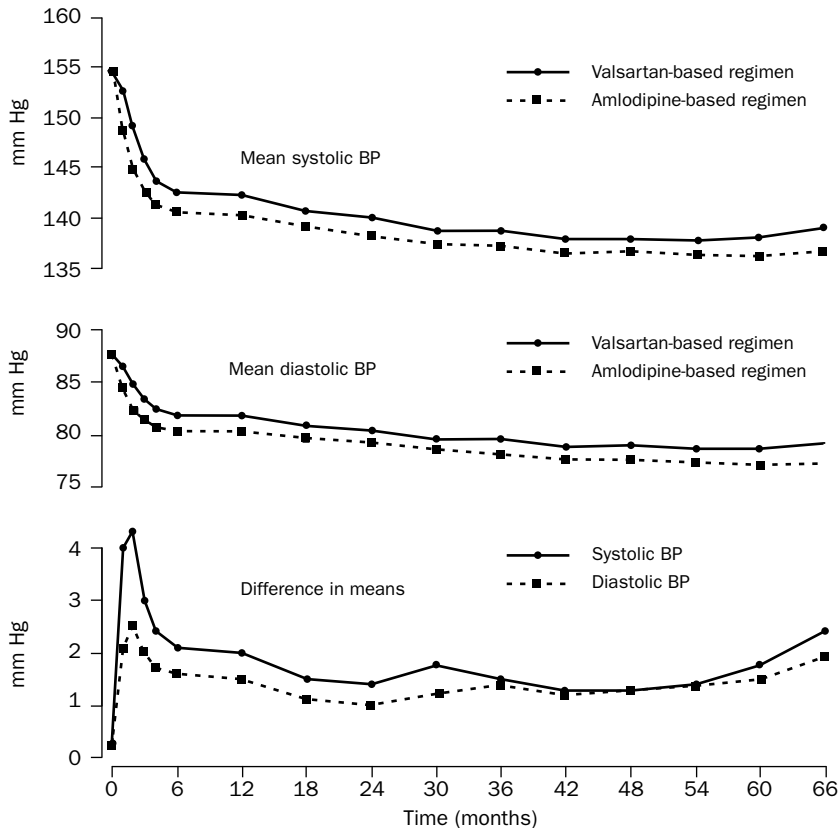 160
155
150
145
140
135
mm Hg
Mean systolic BP
Valsartan-based regimen
Amlodipine-based regimen
90
85
80
75
mm Hg
Mean diastolic BP
Valsartan-based regimen
Amlodipine-based regimen
4
3
2
1
0
mm Hg
Difference in means
Systolic BP
Diastolic BP
0 6 12 18 24 30 36 42 48 54 60 66
Time (months)